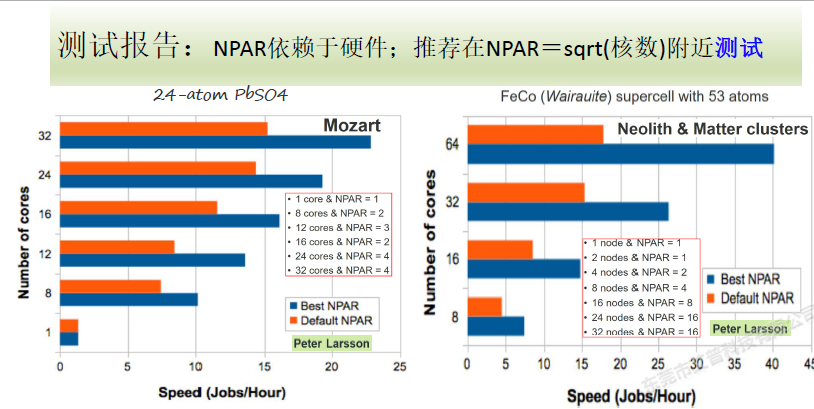 测试报告：NPAR依赖于硬件；推荐在NPAR＝sqrt(核数)附近测试
24-atom PbSO4
Mozart
Number of cores
32
24
16
12
8
1
• 1 core & NPAR = 1
• 8 cores & NPAR = 2
• 12 cores & NPAR = 3
• 16 cores & NPAR = 2
• 24 cores & NPAR = 4
• 32 cores & NPAR = 4
Best NPAR
Default NPAR
Peter Larsson
0 5 10 15 20 25
Speed (Jobs/Hour)
FeCo (Wairauite) supercell with 53 atoms
Neolith & Matter clusters
Number of cores
64
32
16
8
• 1 node & NPAR = 1
• 2 nodes & NPAR = 1
• 4 nodes & NPAR = 2
• 8 nodes & NPAR = 4
• 16 nodes & NPAR = 8
• 24 nodes & NPAR = 16
• 32 nodes & NPAR = 16
Best NPAR
Default NPAR
Peter Larsson
0 5 10 15 20 25 30 35 40 45
Speed (Jobs/Hour)